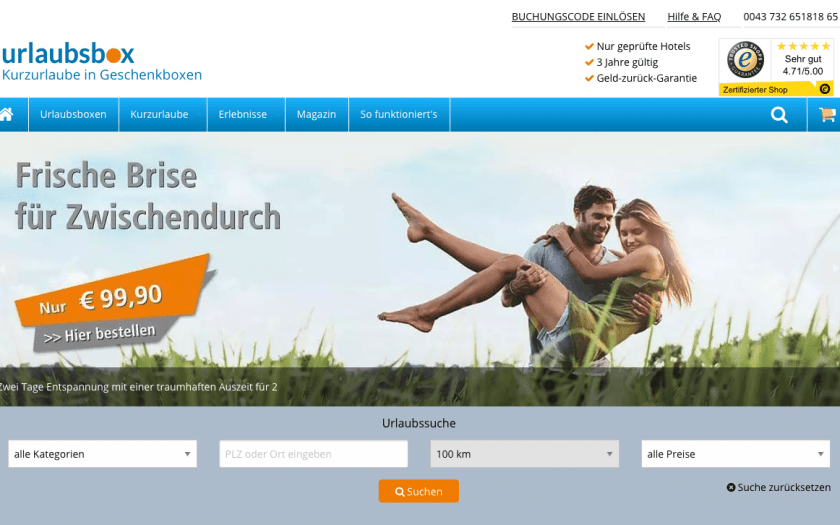 BUCHUNGSCODE EINLÖSEN Hilfe & FAQ 0043 732 651818 65
urlaubsbox
Kurzurlaube in Geschenkboxen
Nur geprüfte Hotels
3 Jahre gültig
Geld-zurück-Garantie
TRUSTED SHOPS
GUARANTEE
Sehr gut
4.71/5.00
Zertifizierter Shop
Urlaubsboxen Kurzurlaube Erlebnisse Magazin So funktioniert's
Frische Brise
für Zwischendurch
Nur € 99,90
>> Hier bestellen
Zwei Tage Entspannung mit einer traumhaften Auszeit für 2
Urlaubssuche
alle Kategorien PLZ oder Ort eingeben 100 km alle Preise
Suchen
Suche zurücksetzen